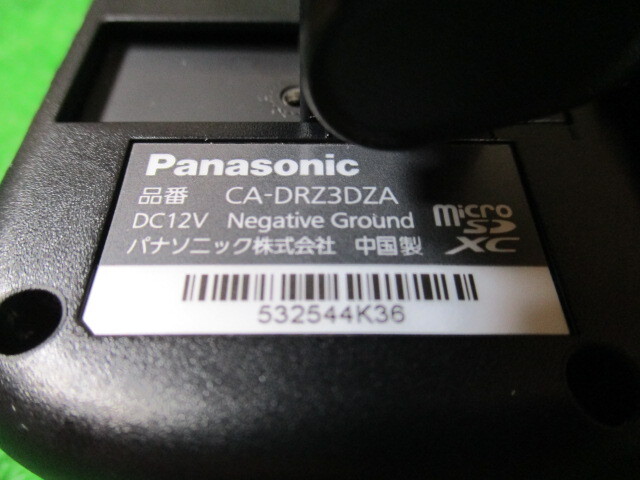 Panasonic
品番 CA-DRZ3DZA
DC12V Negative Ground
パナソニック株式会社 中国製
micro SD XC
532544K36